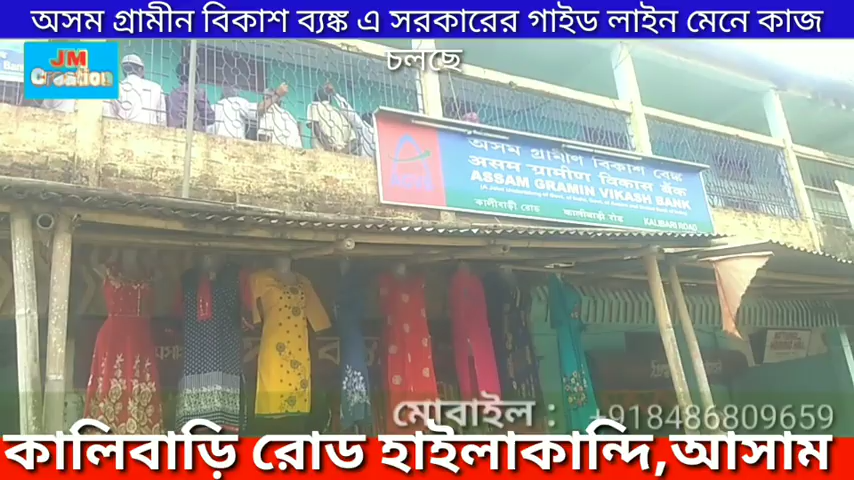 অসম গ্রামীন বিকাশ ব্যঙ্ক এ সরকারের গাইড লাইন মেনে কাজ
চলছে
JM
Creation
অসম গ্রামীণ বিকাশ বেঙ্ক
असम ग्रामीण विकास बैंक
ASSAM GRAMIN VIKASH BANK
কালীবাড়ী রোড
कालीबाड़ी रोड
KALIBARI ROAD
মোবাইল : +918486809659
কালিবাড়ি রোড হাইলাকান্দি,আসাম